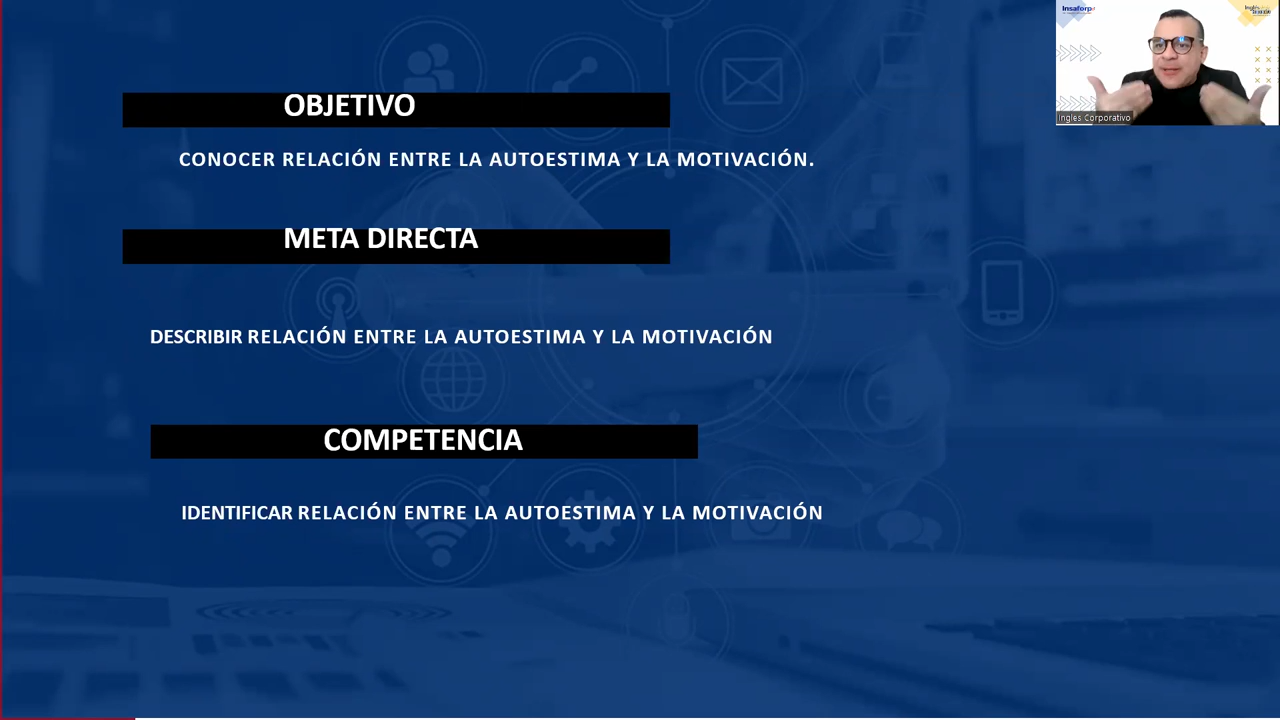 OBJETIVO
CONOCER RELACIÓN ENTRE LA AUTOESTIMA Y LA MOTIVACIÓN.
META DIRECTA
DESCRIBIR RELACIÓN ENTRE LA AUTOESTIMA Y LA MOTIVACIÓN
COMPETENCIA
IDENTIFICAR RELACIÓN ENTRE LA AUTOESTIMA Y LA MOTIVACIÓN
Insaforp
Ingles Corporativo